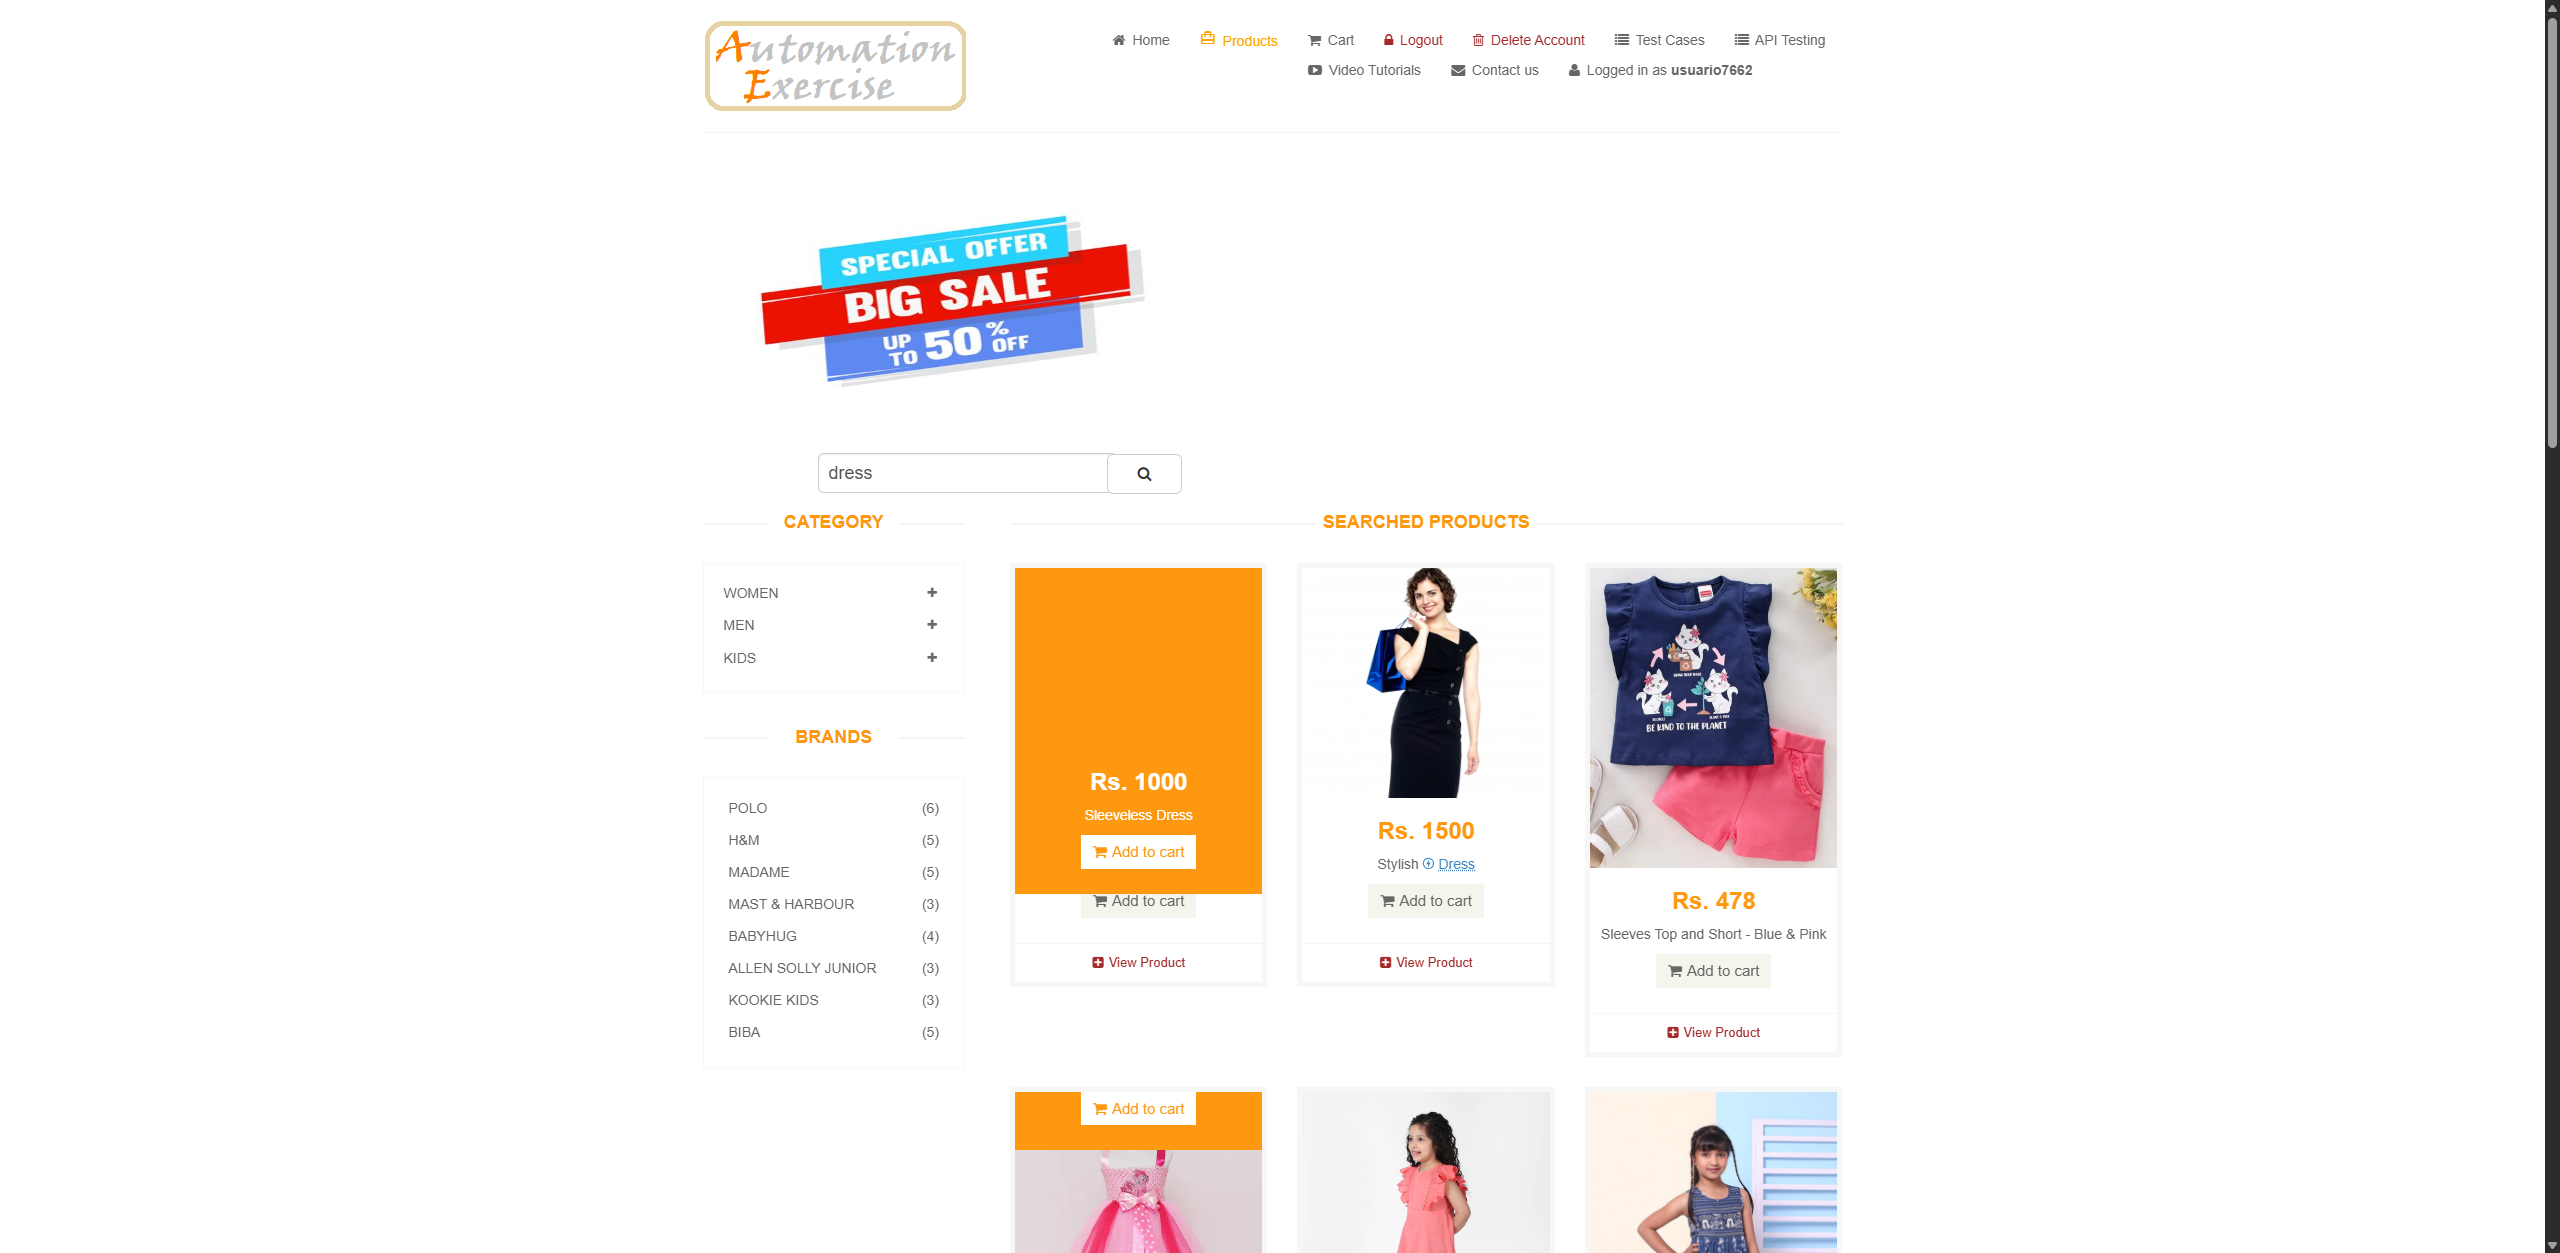 Automation
Exercise
Home
Products
Cart
Logout
Delete Account
Test Cases
API Testing
Video Tutorials
Contact us
Logged in as usuario7662
SPECIAL OFFER
BIG SALE
UP TO 50% OFF
dress
CATEGORY
WOMEN
MEN
KIDS
BRANDS
POLO (6)
H&M (5)
MADAME (5)
MAST & HARBOUR (3)
BABYHUG (4)
ALLEN SOLLY JUNIOR (3)
KOOKIE KIDS (3)
BIBA (5)
SEARCHED PRODUCTS
Rs. 1000
Sleeveless Dress
Add to cart
Add to cart
View Product
Rs. 1500
Stylish Dress
Add to cart
View Product
BE KIND TO THE PLANET
Rs. 478
Sleeves Top and Short - Blue & Pink
Add to cart
View Product
Add to cart